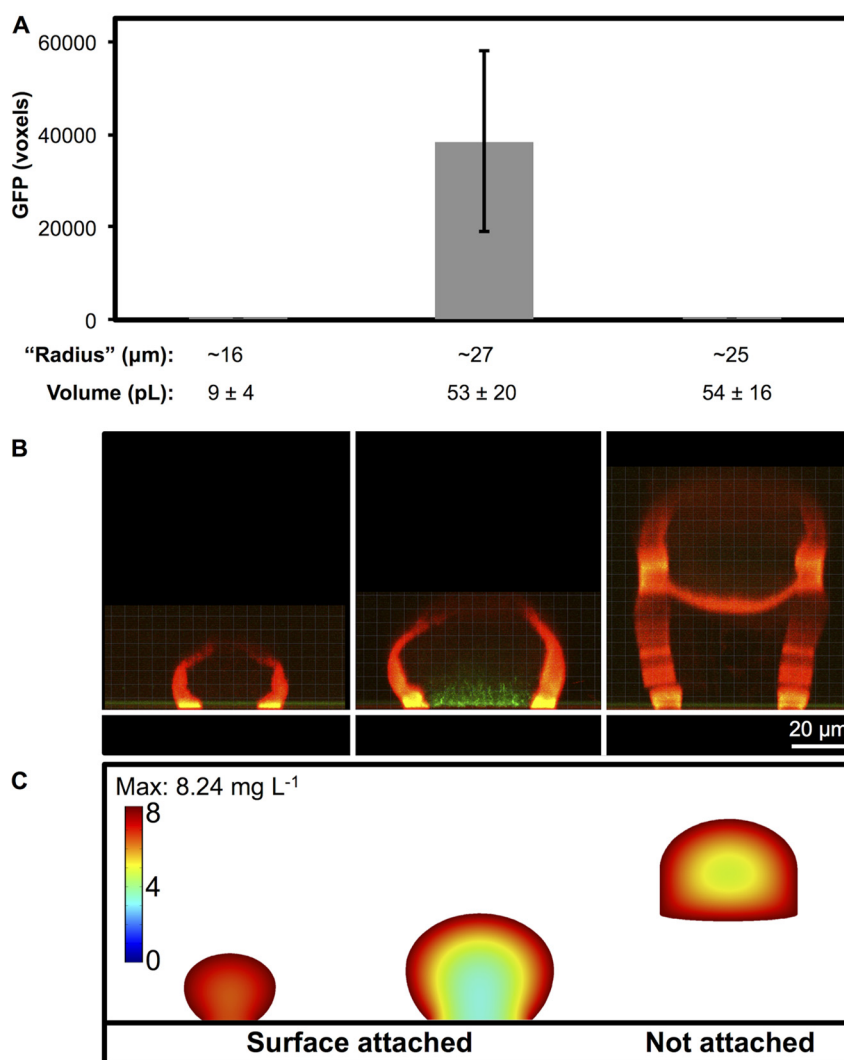 A
60000
40000
20000
0
GFP (voxels)
“Radius” (µm): ~16 ~27 ~25
Volume (pL): 9 ± 4 53 ± 20 54 ± 16
B
20 µm
C
Max: 8.24 mg L-1
8
4
0
Surface attached Not attached